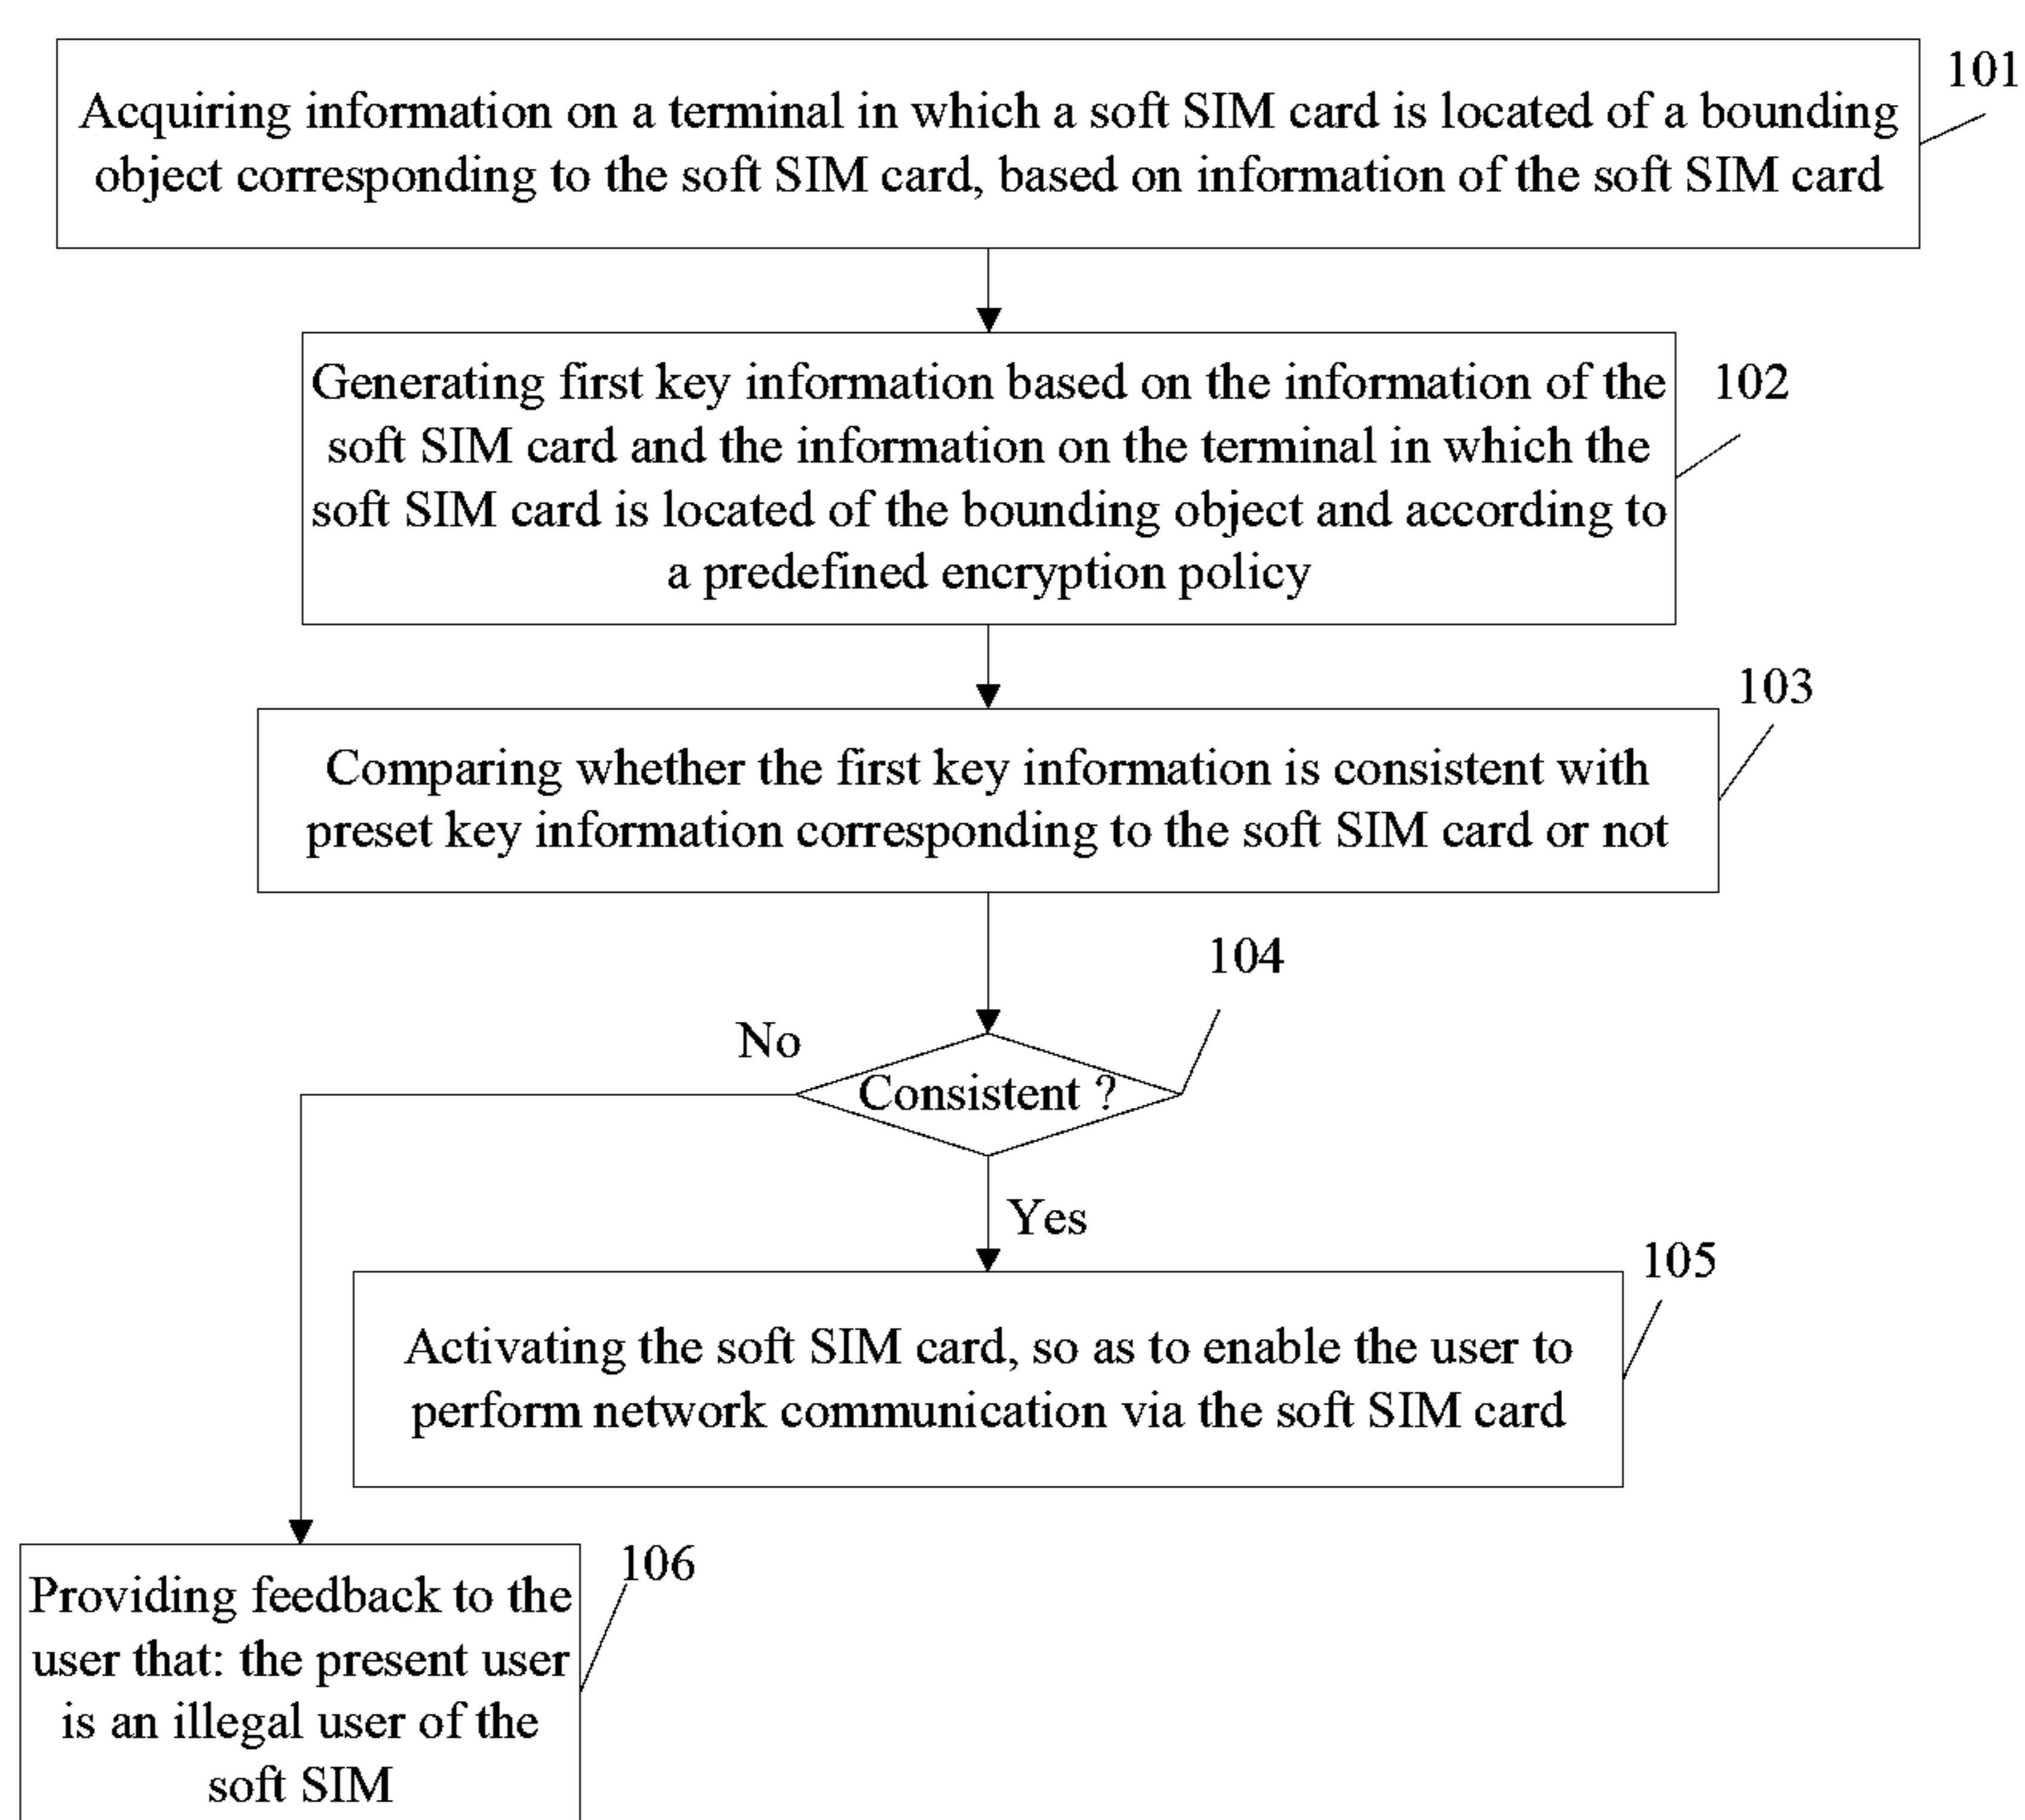 101
Acquiring information on a terminal in which a soft SIM card is located of a bounding
object corresponding to the soft SIM card, based on information of the soft SIM card
102
Generating first key information based on the information of the
soft SIM card and the information on the terminal in which the
soft SIM card is located of the bounding object and according to
a predefined encryption policy
103
Comparing whether the first key information is consistent with
preset key information corresponding to the soft SIM card or not
104
No
Consistent ?
Yes
105
Activating the soft SIM card, so as to enable the user to
perform network communication via the soft SIM card
106
Providing feedback to the
user that: the present user
is an illegal user of the
soft SIM